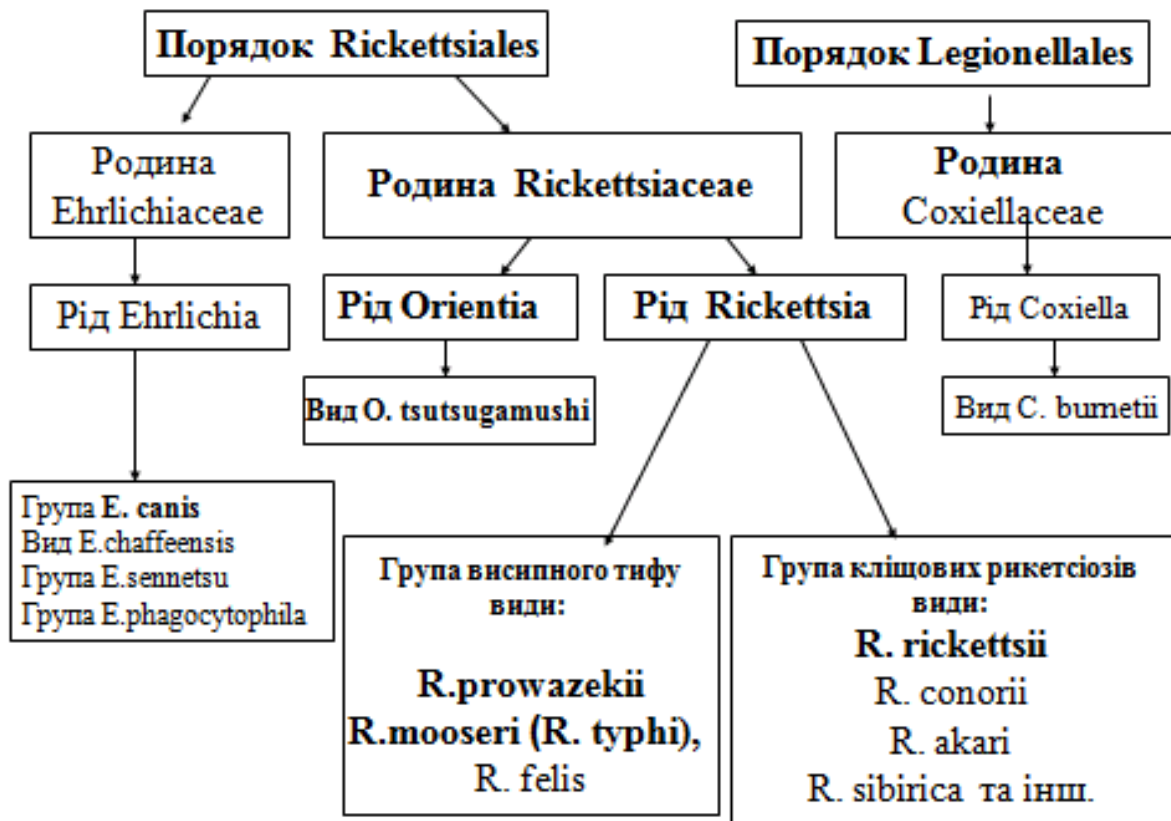 Порядок Rickettsiales
Порядок Legionellales
Родина
Ehrlichiaceae
Родина Rickettsiaceae
Родина
Coxiellaceae
Рід Ehrlichia
Рід Orientia
Рід Rickettsia
Рід Coxiella
Вид O. tsutsugamushi
Вид C. burnetii
Група E. canis
Вид E.chaffeensis
Група E.sennetsu
Група E.phagocytophila
Група висипного тифу
види:
R.prowazekii
R.mooseri (R. typhi),
R. felis
Група кліщових рикетсіозів
види:
R. rickettsii
R. conorii
R. akari
R. sibirica та інш.